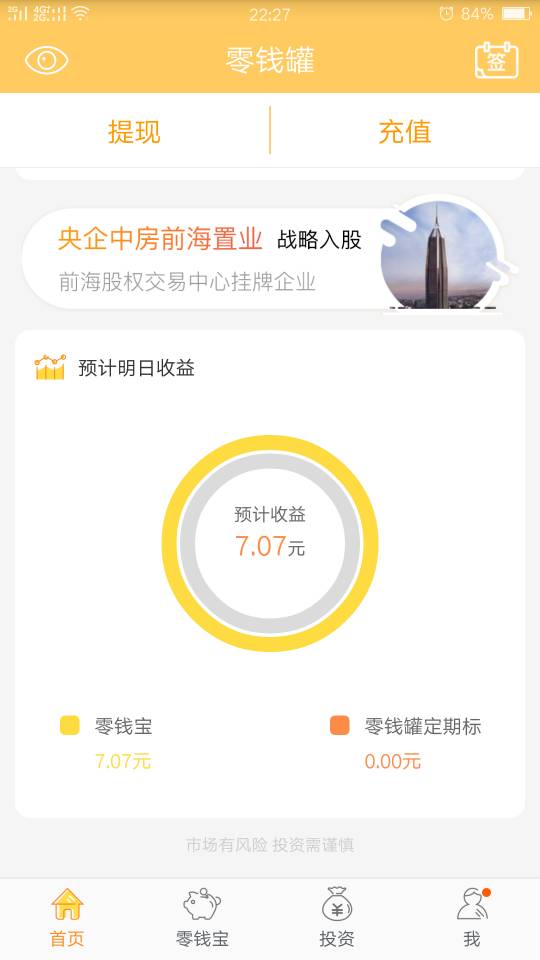 2G 4G 2G 22:27 84%
零钱罐 签
提现 充值
央企中房前海置业 战略入股
前海股权交易中心挂牌企业
预计明日收益
预计收益
7.07元
零钱宝 零钱罐定期标
7.07元 0.00元
市场有风险 投资需谨慎
首页 零钱宝 投资 我